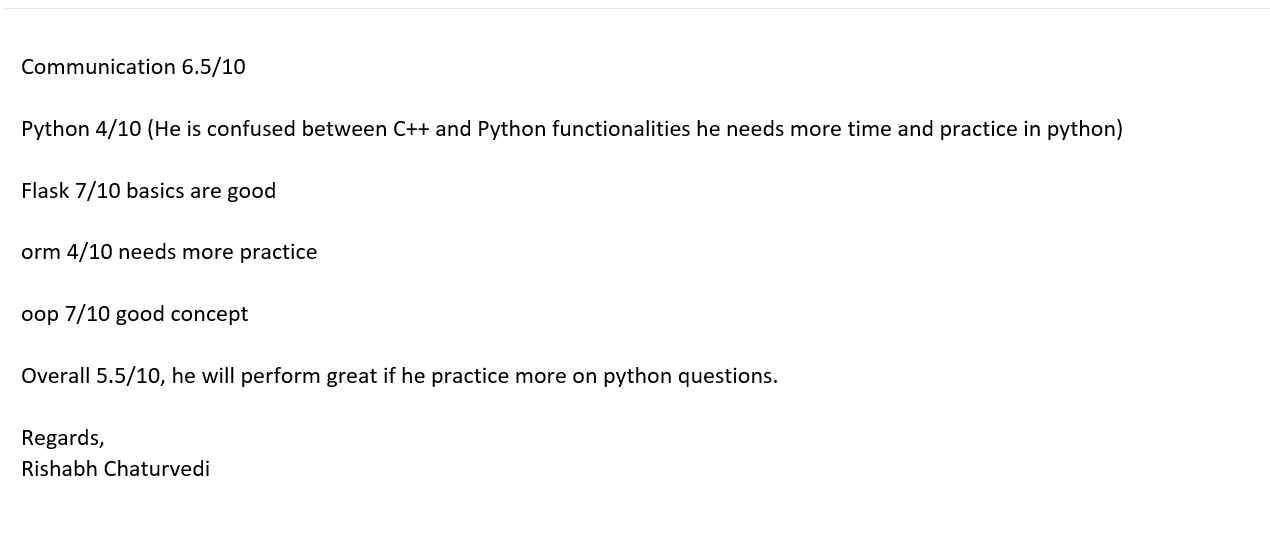 Communication 6.5/10
Python 4/10 (He is confused between C++ and Python functionalities he needs more time and practice in python)
Flask 7/10 basics are good
orm 4/10 needs more practice
oop 7/10 good concept
Overall 5.5/10, he will perform great if he practice more on python questions.
Regards,
Rishabh Chaturvedi